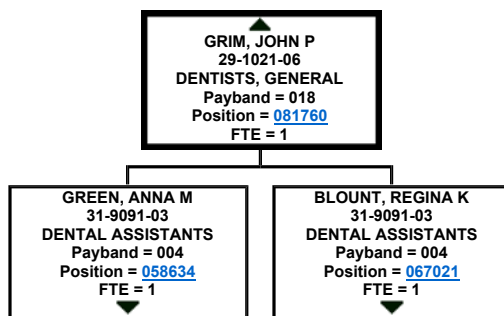 GRIM, JOHN P
29-1021-06
DENTISTS, GENERAL
Payband = 018
Position = 081760
FTE = 1
GREEN, ANNA M
31-9091-03
DENTAL ASSISTANTS
Payband = 004
Position = 058634
FTE = 1
BLOUNT, REGINA K
31-9091-03
DENTAL ASSISTANTS
Payband = 004
Position = 067021
FTE = 1